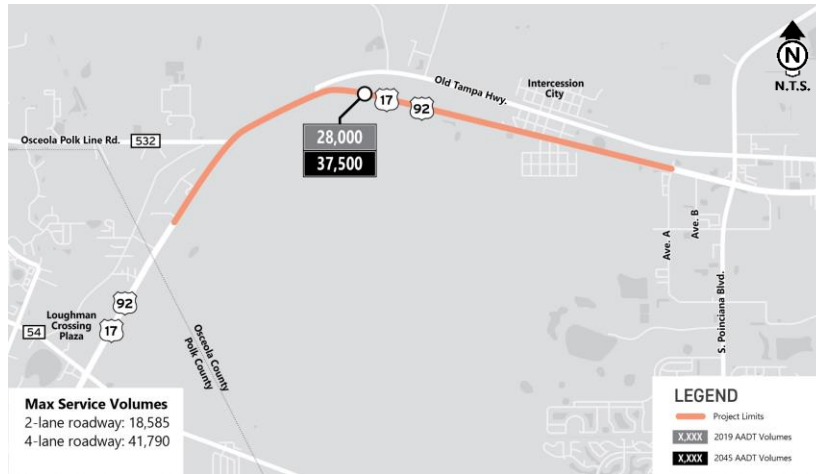 N
N.T.S.
Old Tampa Hwy.
Intercession
City
17
92
28,000
37,500
Osceola Polk Line Rd.
532
Ave. A
Ave. B
S. Poinciana Blvd.
92
17
Loughman
Crossing
Plaza
54
Osceola County
Polk County
Max Service Volumes
2-lane roadway: 18,585
4-lane roadway: 41,790
LEGEND
Project Limits
X,XXX 2019 AADT Volumes
X,XXX 2045 AADT Volumes